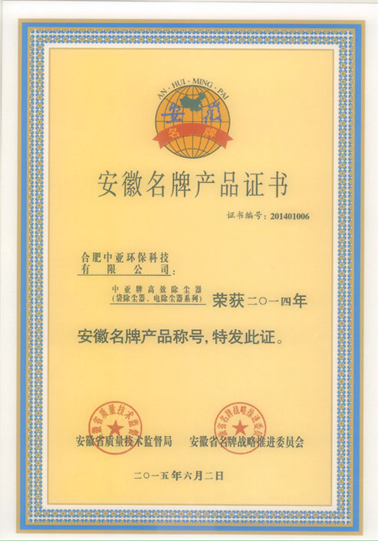 AN · HUI · MING · PAI
安徽
名牌
安徽名牌产品证书
证书编号：201401006
合肥中亚环保科技
有限公司：
中亚牌高效除尘器
(袋除尘器、电除尘器系列)荣获二〇一四年
安徽名牌产品称号，特发此证。
安徽省质量技术监督局 安徽省名牌战略推进委员会
二〇一五年六月二日